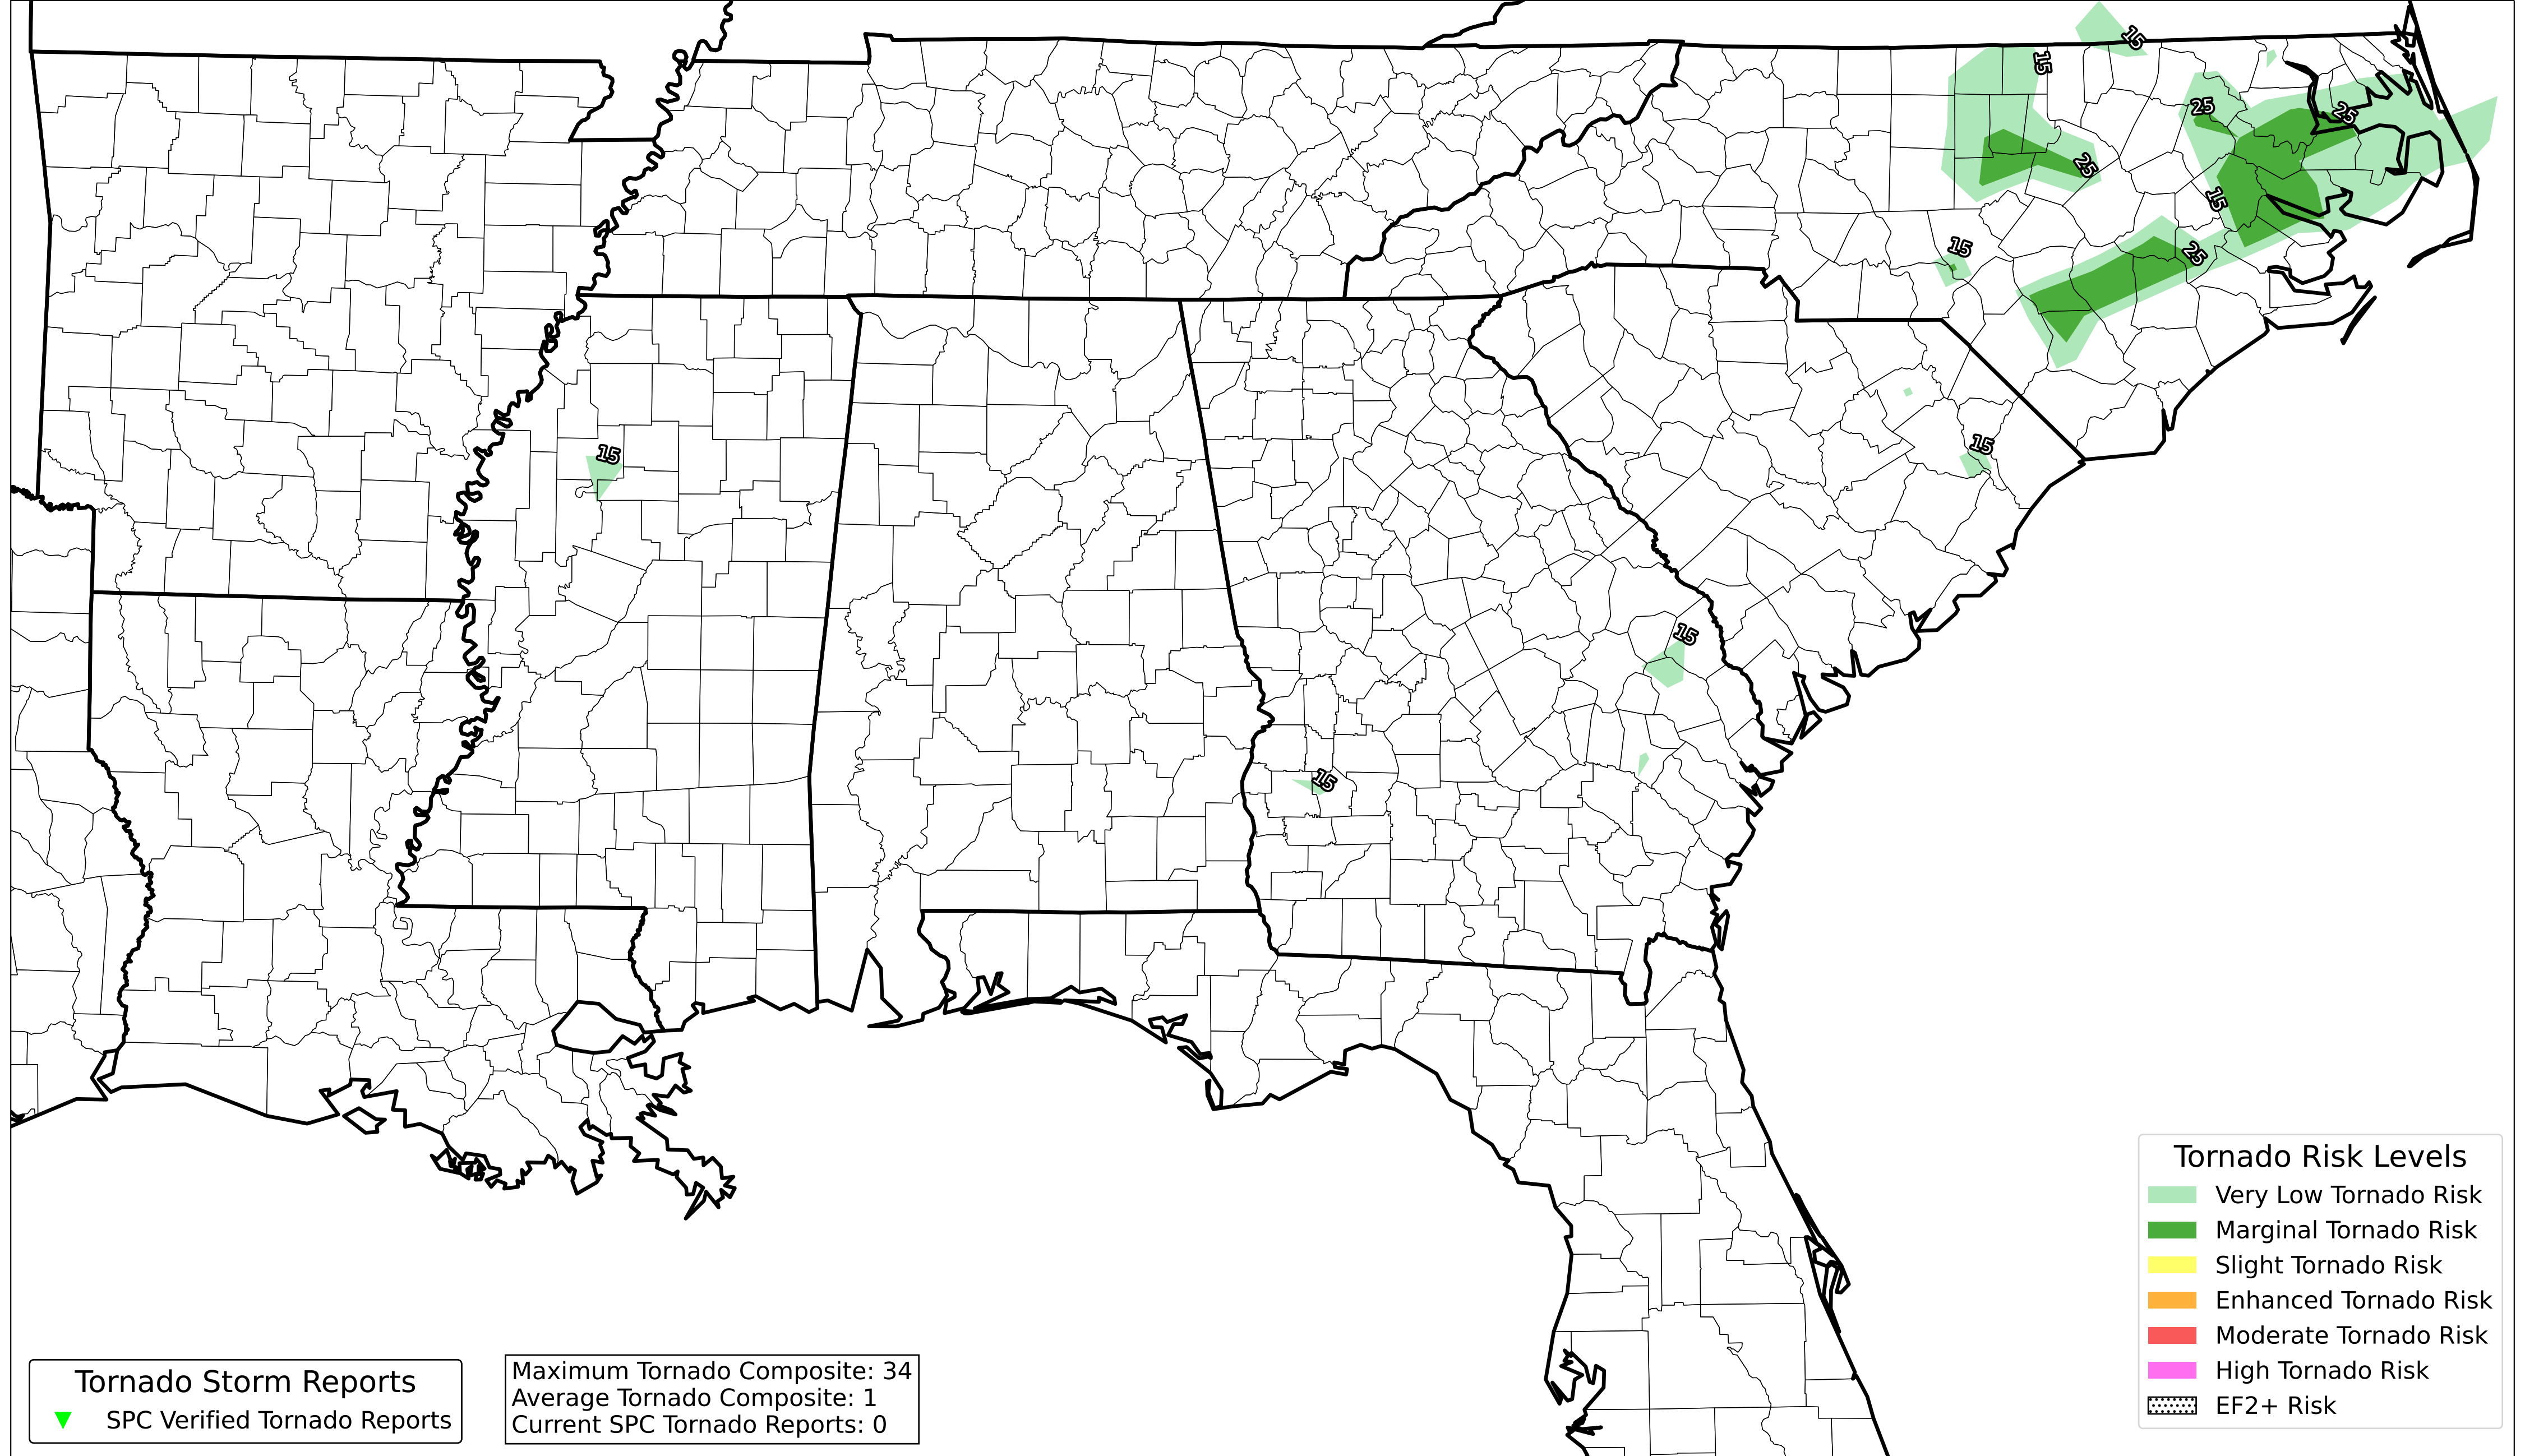 15
15
25
25
25
15
15
25
15
15
15
15
Tornado Risk Levels
Very Low Tornado Risk
Marginal Tornado Risk
Slight Tornado Risk
Enhanced Tornado Risk
Moderate Tornado Risk
High Tornado Risk
EF2+ Risk
Tornado Storm Reports
SPC Verified Tornado Reports
Maximum Tornado Composite: 34
Average Tornado Composite: 1
Current SPC Tornado Reports: 0